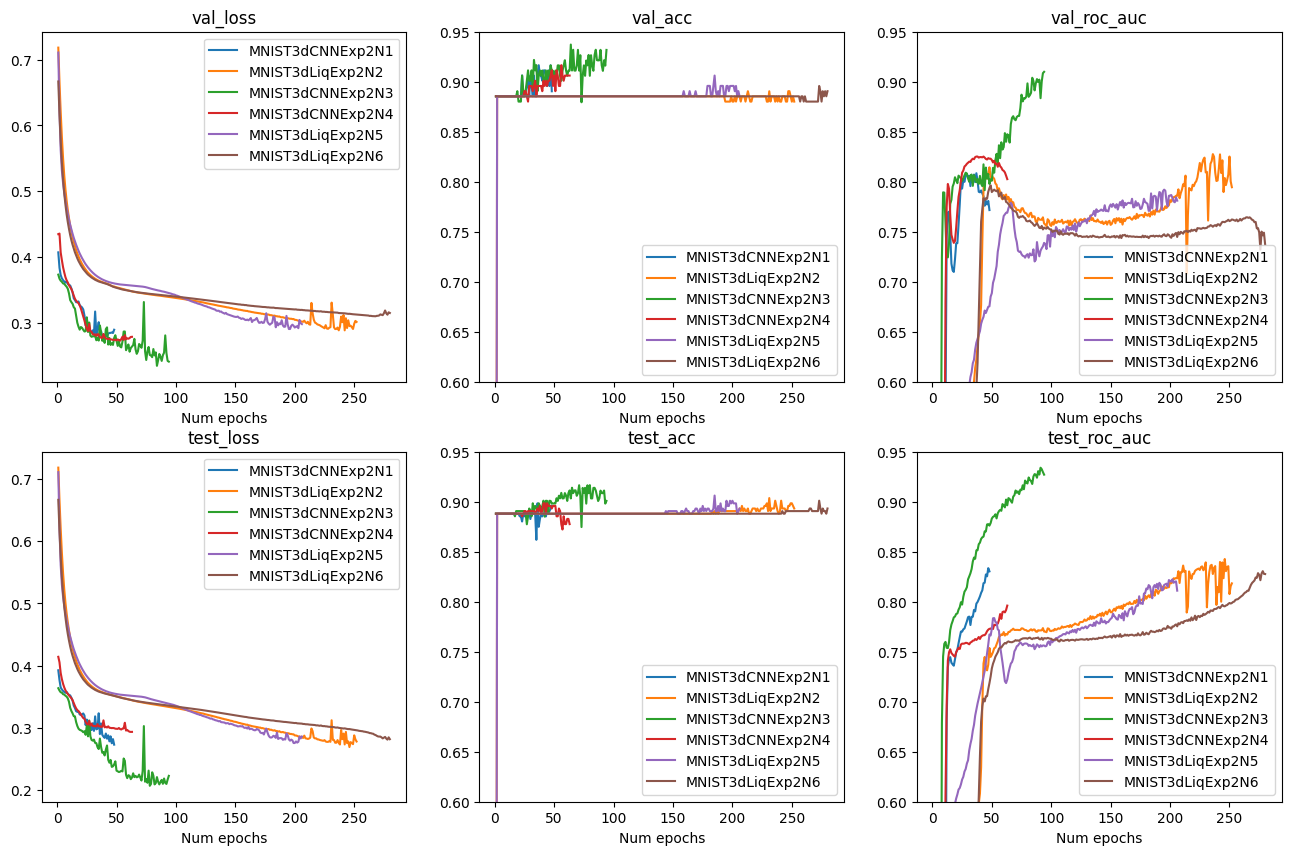 val_loss
0.7
0.6
0.5
0.4
0.3
0
50
100
150
200
250
Num epochs
MNIST3dCNNExp2N1
MNIST3dLiqExp2N2
MNIST3dCNNExp2N3
MNIST3dCNNExp2N4
MNIST3dLiqExp2N5
MNIST3dLiqExp2N6
val_acc
0.95
0.90
0.85
0.80
0.75
0.70
0.65
0.60
0
50
100
150
200
250
Num epochs
MNIST3dCNNExp2N1
MNIST3dLiqExp2N2
MNIST3dCNNExp2N3
MNIST3dCNNExp2N4
MNIST3dLiqExp2N5
MNIST3dLiqExp2N6
val_roc_auc
0.95
0.90
0.85
0.80
0.75
0.70
0.65
0.60
0
50
100
150
200
250
Num epochs
MNIST3dCNNExp2N1
MNIST3dLiqExp2N2
MNIST3dCNNExp2N3
MNIST3dCNNExp2N4
MNIST3dLiqExp2N5
MNIST3dLiqExp2N6
test_loss
0.7
0.6
0.5
0.4
0.3
0.2
0
50
100
150
200
250
Num epochs
MNIST3dCNNExp2N1
MNIST3dLiqExp2N2
MNIST3dCNNExp2N3
MNIST3dCNNExp2N4
MNIST3dLiqExp2N5
MNIST3dLiqExp2N6
test_acc
0.95
0.90
0.85
0.80
0.75
0.70
0.65
0.60
0
50
100
150
200
250
Num epochs
MNIST3dCNNExp2N1
MNIST3dLiqExp2N2
MNIST3dCNNExp2N3
MNIST3dCNNExp2N4
MNIST3dLiqExp2N5
MNIST3dLiqExp2N6
test_roc_auc
0.95
0.90
0.85
0.80
0.75
0.70
0.65
0.60
0
50
100
150
200
250
Num epochs
MNIST3dCNNExp2N1
MNIST3dLiqExp2N2
MNIST3dCNNExp2N3
MNIST3dCNNExp2N4
MNIST3dLiqExp2N5
MNIST3dLiqExp2N6